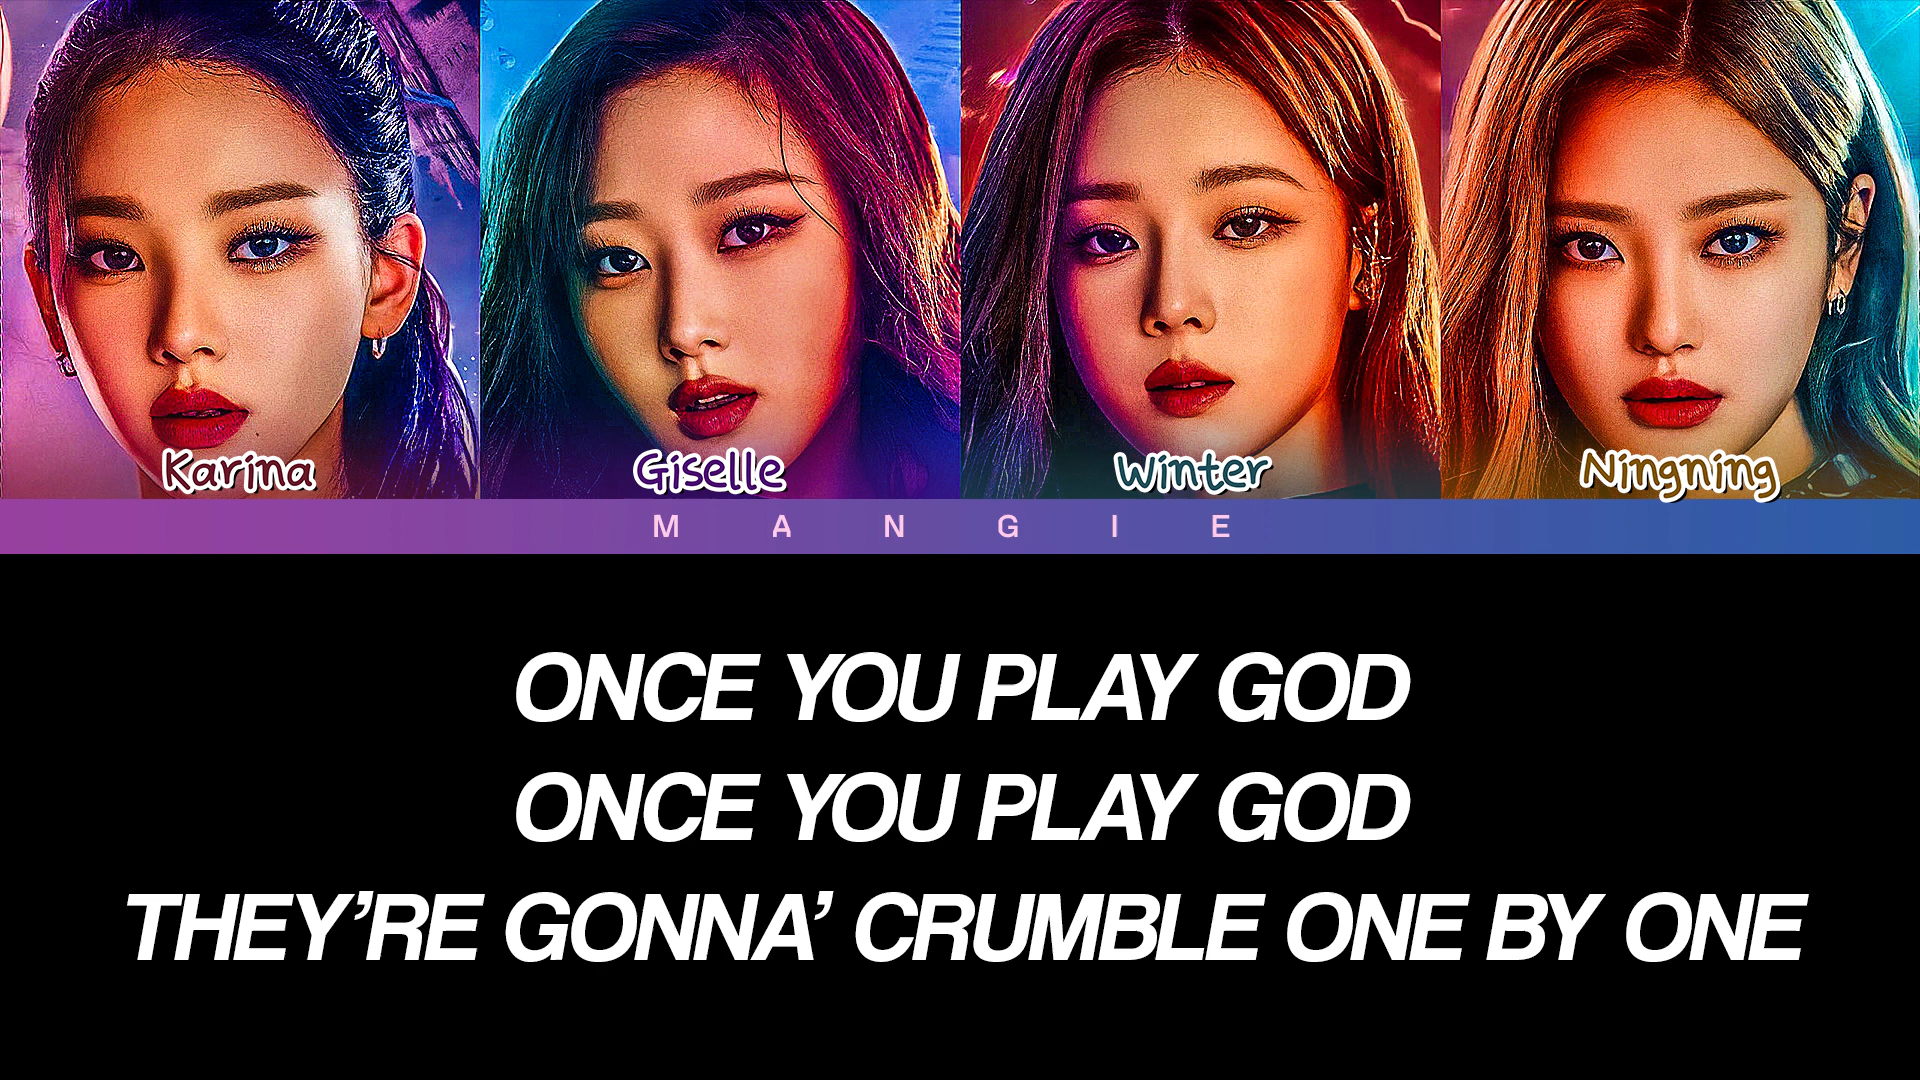 Karina Giselle Winter Ningning
MANGIE
ONCE YOU PLAY GOD
ONCE YOU PLAY GOD
THEY’RE GONNA’ CRUMBLE ONE BY ONE